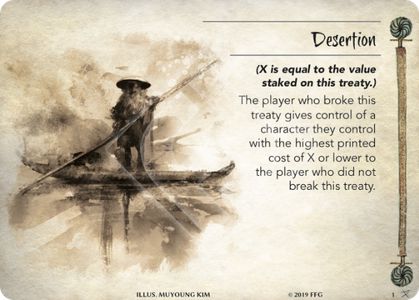 Desertion
(X is equal to the value
staked on this treaty.)
The player who broke this
treaty gives control of a
character they control
with the highest printed
cost of X or lower to
the player who did not
break this treaty.
ILLUS. MUYOUNG KIM © 2019 FFG 1